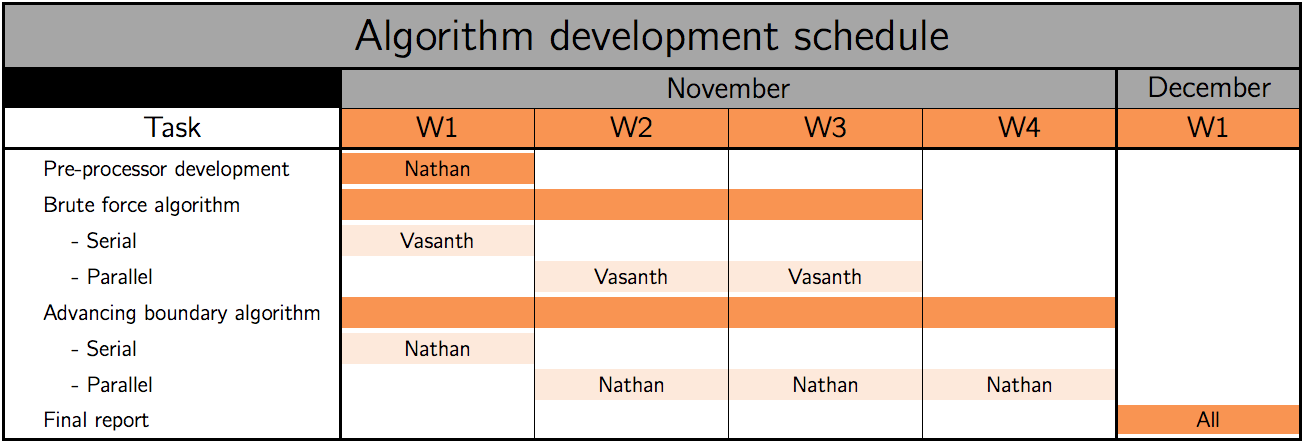 Algorithm development schedule
November December
Task W1 W2 W3 W4 W1
Pre-processor development Nathan
Brute force algorithm
- Serial Vasanth
- Parallel Vasanth Vasanth
Advancing boundary algorithm
- Serial Nathan
- Parallel Nathan Nathan Nathan
Final report All